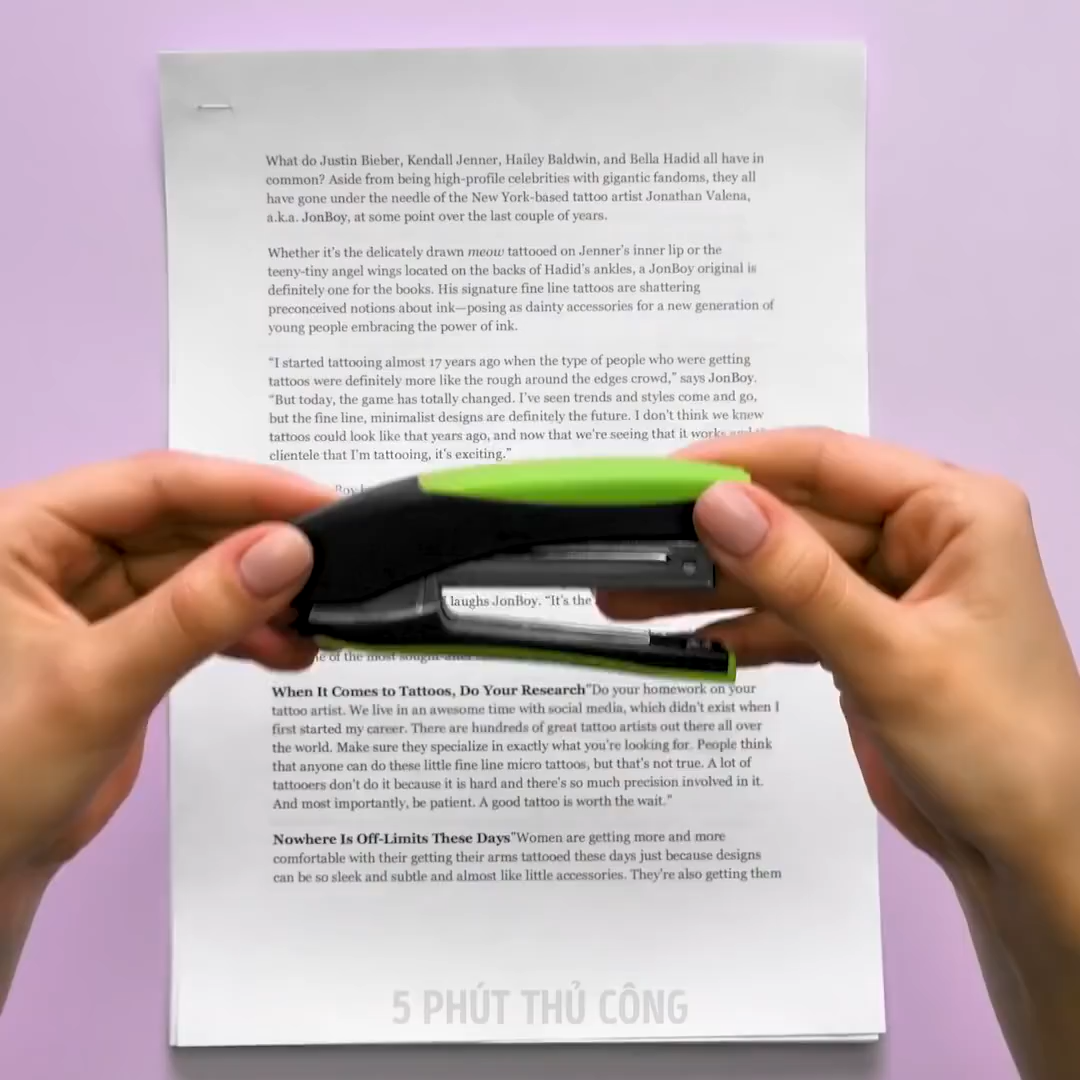 What do Justin Bieber, Kendall Jenner, Hailey Baldwin, and Bella Hadid all have in
common? Aside from being high-profile celebrities with gigantic fandoms, they all
have gone under the needle of the New York-based tattoo artist Jonathan Valena,
a.k.a. JonBoy, at some point over the last couple of years.
Whether it's the delicately drawn meow tattooed on Jenner's inner lip or the
teeny-tiny angel wings located on the backs of Hadid's ankles, a JonBoy original is
definitely one for the books. His signature fine line tattoos are shattering
preconceived notions about ink—posing as dainty accessories for a new generation of
young people embracing the power of ink.
“I started tattooing almost 17 years ago when the type of people who were getting
tattoos were definitely more like the rough around the edges crowd,” says JonBoy.
“But today, the game has totally changed. I've seen trends and styles come and go,
but the fine line, minimalist designs are definitely the future. I don't think we knew
tattoos could look like that years ago, and now that we're seeing that it works
clientele that I'm tattooing, it's exciting.”
laughs JonBoy. “It's the
of the most
When It Comes to Tattoos, Do Your Research"Do your homework on your
tattoo artist. We live in an awesome time with social media, which didn't exist when I
first started my career. There are hundreds of great tattoo artists out there all over
the world. Make sure they specialize in exactly what you're looking for. People think
that anyone can do these little fine line micro tattoos, but that's not true. A lot of
tattooers don't do it because it is hard and there's so much precision involved in it.
And most importantly, be patient. A good tattoo is worth the wait.”
Nowhere Is Off-Limits These Days"Women are getting more and more
comfortable with their getting their arms tattooed these days just because designs
can be so sleek and subtle and almost like little accessories. They're also getting them
5 PHÚT THỦ CÔNG